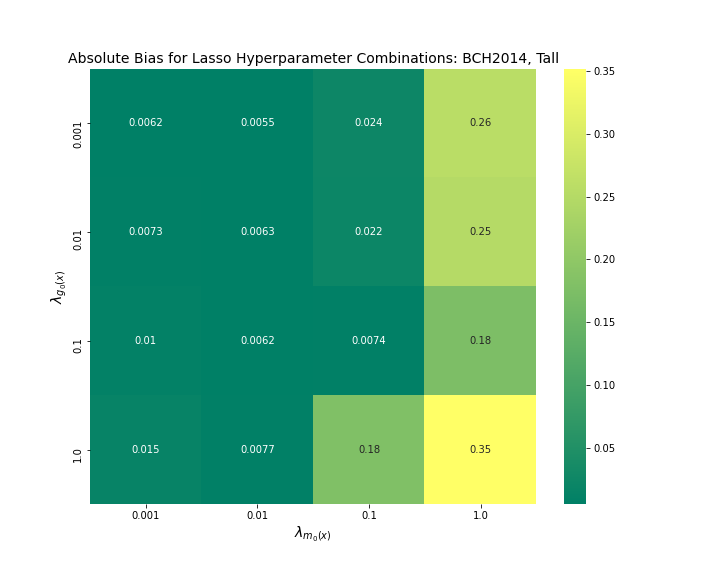 Absolute Bias for Lasso Hyperparameter Combinations: BCH2014, Tall
0.001 0.0062 0.0055 0.024 0.26
0.01 0.0073 0.0063 0.022 0.25
0.1 0.01 0.0062 0.0074 0.18
1.0 0.015 0.0077 0.18 0.35
λg₀(x)
0.001 0.01 0.1 1.0
λm₀(x)
0.35
0.30
0.25
0.20
0.15
0.10
0.05